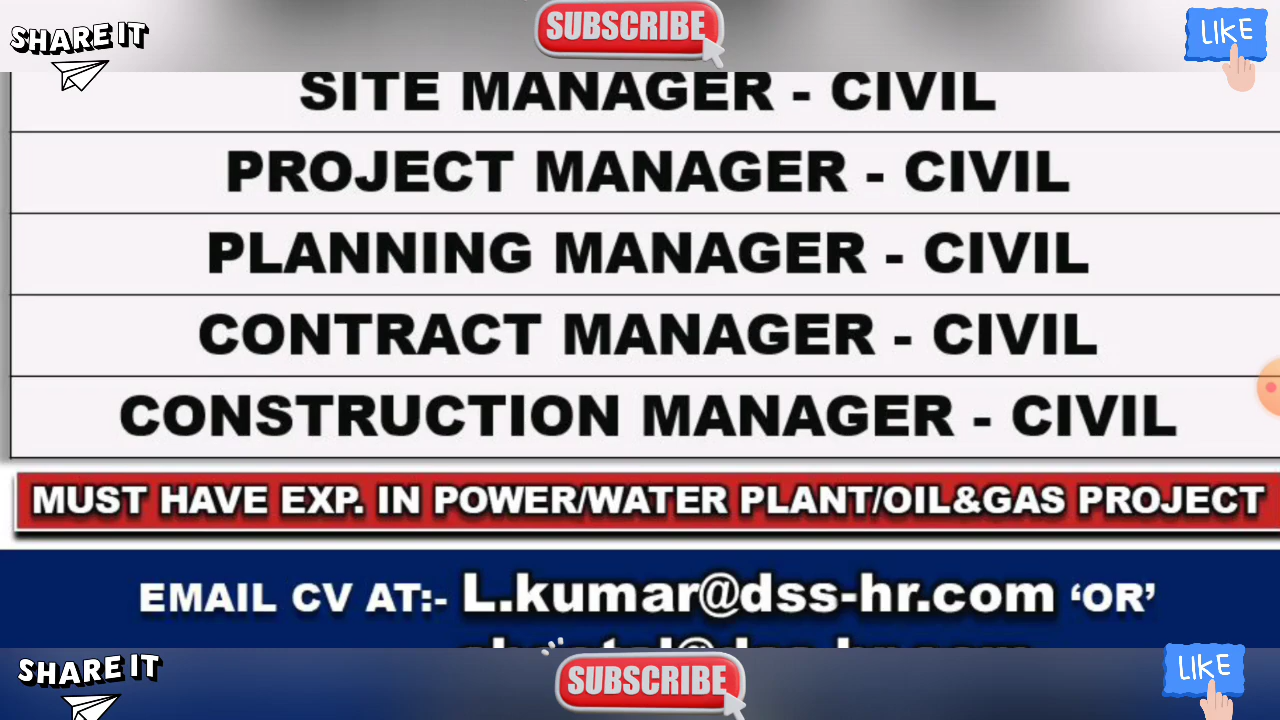 SHARE IT
SUBSCRIBE
LIKE
SITE MANAGER - CIVIL
PROJECT MANAGER - CIVIL
PLANNING MANAGER - CIVIL
CONTRACT MANAGER - CIVIL
CONSTRUCTION MANAGER - CIVIL
MUST HAVE EXP. IN POWER/WATER PLANT/OIL&GAS PROJECT
EMAIL CV AT:- L.kumar@dss-hr.com ‘OR’
SHARE IT
SUBSCRIBE
LIKE